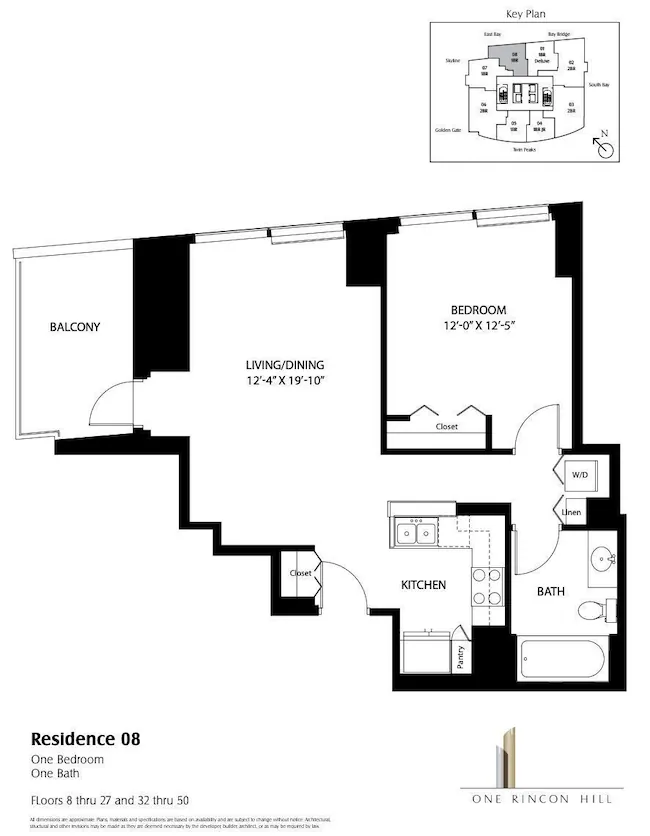 Key Plan
East Bay
Bay Bridge
Skyline
08
1BR
01
1BR
Deluxe
02
2BR
07
1BR
South Bay
06
2BR
03
2BR
05
1BR
04
1BR JR
Golden Gate
Twin Peaks
N
BALCONY
BEDROOM
12'-0" X 12'-5"
LIVING/DINING
12'-4" X 19'-10"
Closet
W/D
Linen
Closet
KITCHEN
BATH
Pantry
Residence 08
One Bedroom
One Bath
FLoors 8 thru 27 and 32 thru 50
ONE RINCON HILL
All dimensions are approximate. Plans, materials and specifications are based on availability and are subject to change without notice. Architectural,
structural and other revisions may be made as they are deemed necessary by the developer, builder, architect, or as may be required by law.